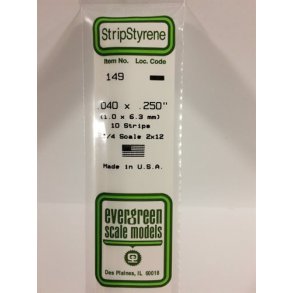 StripStyrene
Item No. Loc. Code
149
.040 x .250"
(1.0 x 6.3 mm)
10 Strips
1/4 Scale 2x12
Made in U.S.A.
evergreen
scale models
Des Plaines, IL 60018